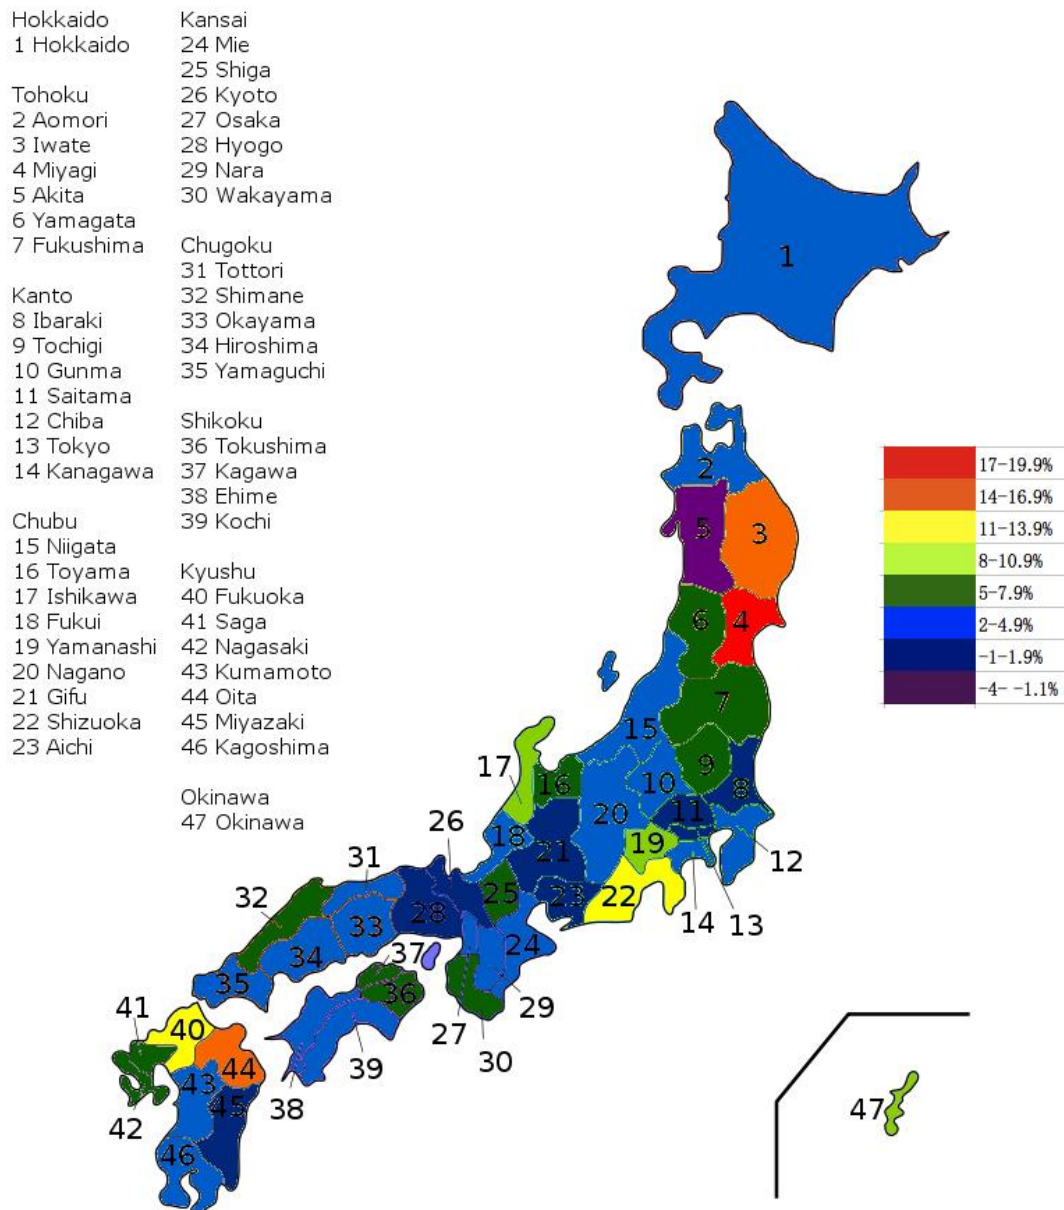 Hokkaido
1 Hokkaido
Tohoku
2 Aomori
3 Iwate
4 Miyagi
5 Akita
6 Yamagata
7 Fukushima
Kanto
8 Ibaraki
9 Tochigi
10 Gunma
11 Saitama
12 Chiba
13 Tokyo
14 Kanagawa
Chubu
15 Niigata
16 Toyama
17 Ishikawa
18 Fukui
19 Yamanashi
20 Nagano
21 Gifu
22 Shizuoka
23 Aichi
Kansai
24 Mie
25 Shiga
26 Kyoto
27 Osaka
28 Hyogo
29 Nara
30 Wakayama
Chugoku
31 Tottori
32 Shimane
33 Okayama
34 Hiroshima
35 Yamaguchi
Shikoku
36 Tokushima
37 Kagawa
38 Ehime
39 Kochi
Kyushu
40 Fukuoka
41 Saga
42 Nagasaki
43 Kumamoto
44 Oita
45 Miyazaki
46 Kagoshima
Okinawa
47 Okinawa
1
2
5
3
6
4
7
15
9
17
16
10
8
20
11
26
18
19
12
21
31
25
23
22
32
28
14
13
33
24
34
37
35
36
29
41
40
27
30
39
44
43
38
42
45
46
47
17-19.9%
14-16.9%
11-13.9%
8-10.9%
5-7.9%
2-4.9%
-1-1.9%
-4- -1.1%